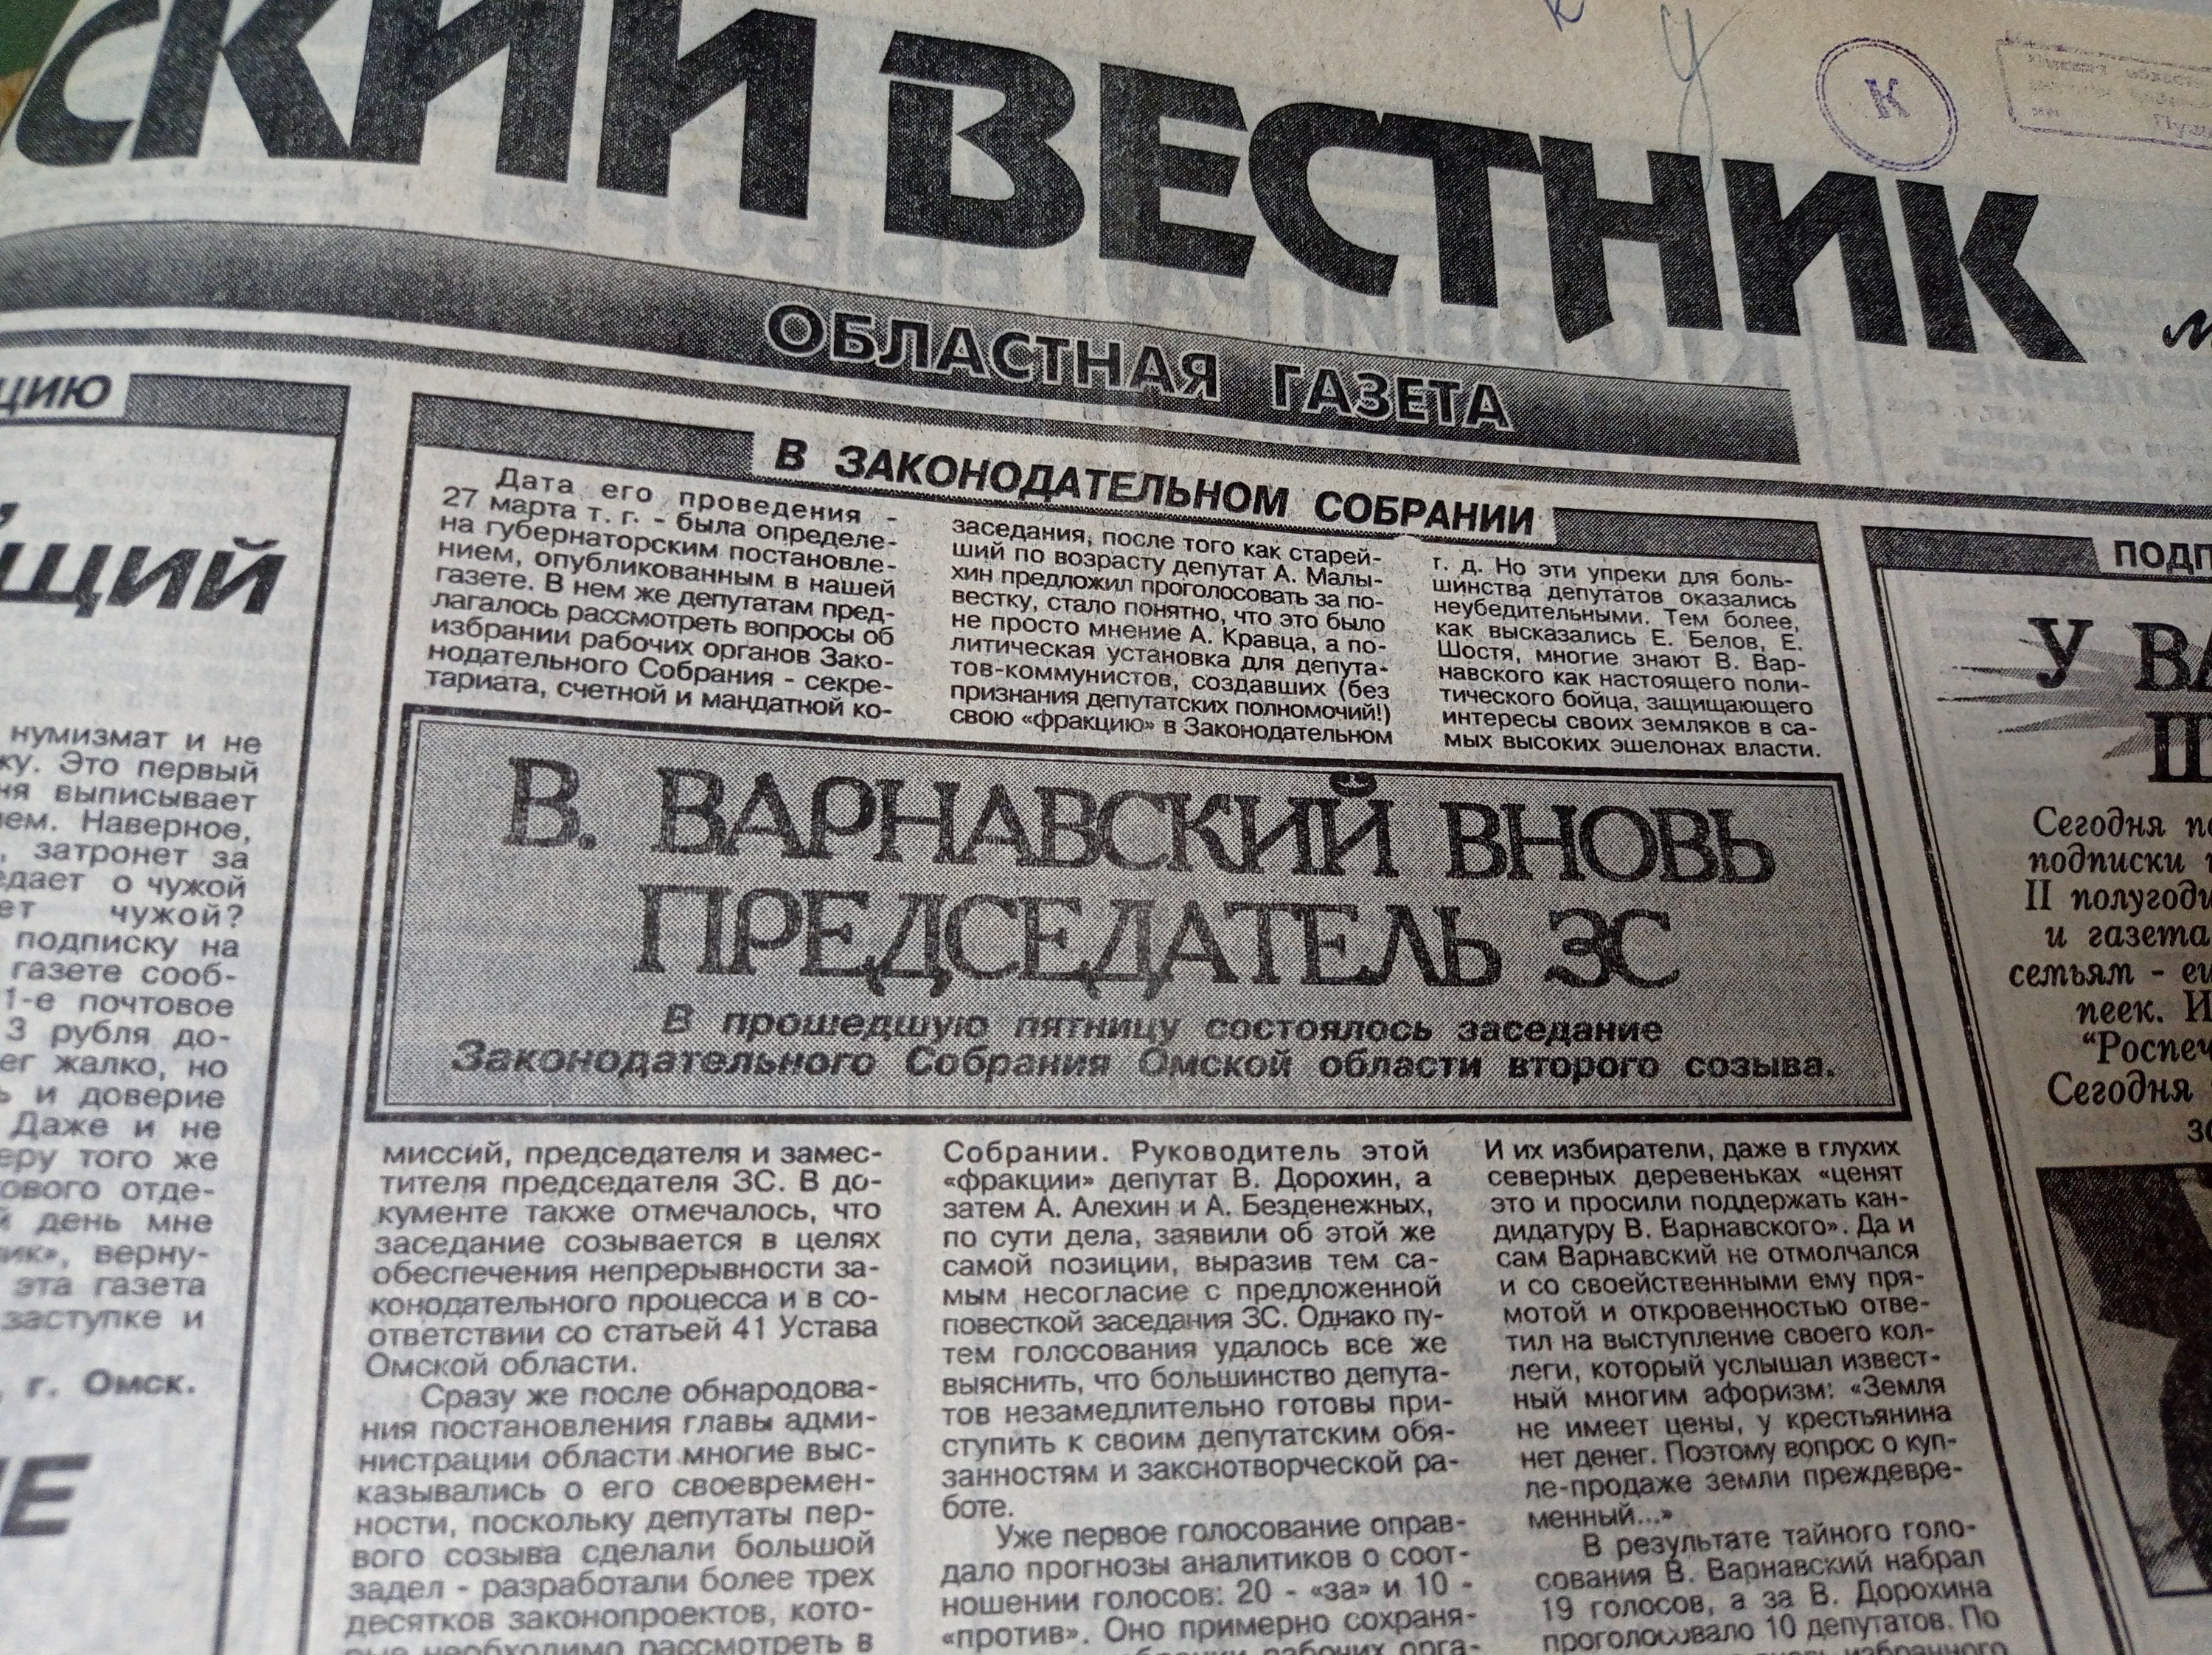 СКИЙ ВЕСТНИК
К
ОБЛАСТНАЯ ГАЗЕТА
ЦИЮ
ЩИЙ
нумизмат и не
ку. Это первый
ня выписывает
ем. Наверное,
, затронет за
едает о чужой
ет чужой?
подписку на
газете сооб-
1-е почтовое
3 рубля до-
ег жалко, но
ь и доверие
Даже и не
еру того же
ового отде-
й день мне
ик», верну-
эта газета
заступке и
, г. Омск.
ІЕ
В ЗАКОНОДАТЕЛЬНОМ СОБРАНИИ
В. ВАРНАВСКИЙ ВНОВЬ
ПРЕДСЕДАТЕЛЬ ЗС
В прошедшую пятницу состоялось заседание
Законодательного Собрания Омской области второго созыва.
Дата его проведения -
27 марта т. г. - была определе-
на губернаторским постановле-
нием, опубликованным в нашей
газете. В нем же депутатам пред-
лагалось рассмотреть вопросы об
избрании рабочих органов Зако-
нодательного Собрания - секре-
тариата, счетной и мандатной ко-
миссий, председателя и замес-
тителя председателя ЗС. В до-
кументе также отмечалось, что
заседание созывается в целях
обеспечения непрерывности за-
конодательного процесса и в со-
ответствии со статьей 41 Устава
Омской области.
Сразу же после обнародова-
ния постановления главы адми-
нистрации области многие выс-
казывались о его своевремен-
ности, поскольку депутаты пер-
вого созыва сделали большой
задел - разработали более трех
десятков законопроектов, кото-
рые необходимо рассмотреть в
заседания, после того как старей-
ший по возрасту депутат А. Малы-
хин предложил проголосовать за по-
вестку, стало понятно, что это было
не просто мнение А. Кравца, а по-
литическая установка для депута-
тов-коммунистов, создавших (без
признания депутатских полномочий!)
свою «фракцию» в Законодательном
Собрании. Руководитель этой
«фракции» депутат В. Дорохин, а
затем А. Алехин и А. Безденежных,
по сути дела, заявили об этой же
самой позиции, выразив тем са-
мым несогласие с предложенной
повесткой заседания ЗС. Однако пу-
тем голосования удалось все же
выяснить, что большинство депута-
тов незамедлительно готовы при-
ступить к своим депутатским обя-
занностям и закснотворческой ра-
боте.
Уже первое голосование оправ-
дало прогнозы аналитиков о соот-
ношении голосов: 20 - «за» и 10 -
«против». Оно примерно сохраня-
рабочих орга-
т. д. Но эти упреки для боль-
шинства депутатов оказались
неубедительными. Тем более,
как высказались Е. Белов, Е.
Шостя, многие знают В. Вар-
навского как настоящего поли-
тического бойца, защищающего
интересы своих земляков в са-
мых высоких эшелонах власти.
И их избиратели, даже в глухих
северных деревеньках «ценят
это и просили поддержать кан-
дидатуру В. Варнавского». Да и
сам Варнавский не отмолчался
и со своейственными ему пря-
мотой и откровенностью отве-
тил на выступление своего кол-
леги, который услышал извест-
ный многим афоризм: «Земля
не имеет цены, у крестьянина
нет денег. Поэтому вопрос о куп-
ле-продаже земли преждевре-
менный...»
В результате тайного голо-
сования В. Варнавский набрал
19 голосов, а за В. Дорохина
проголосовало 10 депутатов. По
избранного
ПОДП
У ВА
Сегодня по
подписки
II полугоди
и газета
семьям -
пеек. И
“Роспеч
Сегодня